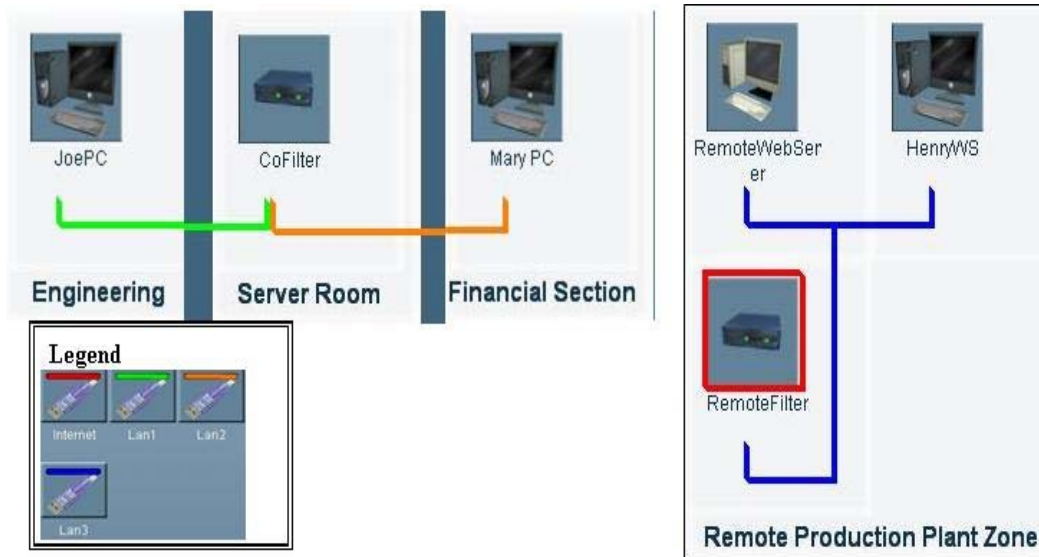 JoePC
CoFilter
Mary PC
Engineering
Server Room
Financial Section
Legend
Internet
Lan1
Lan2
Lan3
RemoteWebSer
er
HenryWS
RemoteFilter
Remote Production Plant Zone